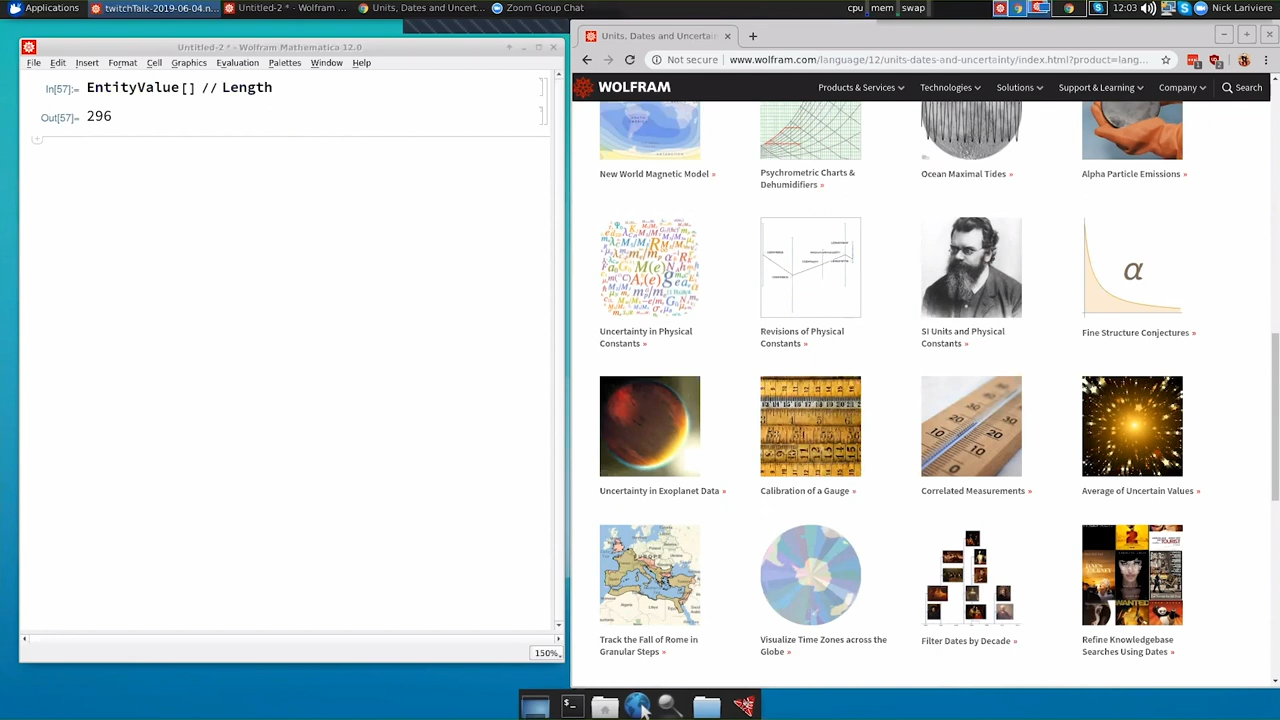 Applications twitchTalk-2019-06-04.n... Untitled-2 * - Wolfram ... Units, Dates and Uncert... Zoom Group Chat cpu mem swap 12:03 Nick Lariviere
Untitled-2 * - Wolfram Mathematica 12.0
File Edit Insert Format Cell Graphics Evaluation Palettes Window Help
In[57]:= EntityValue[] // Length
Out[57]= 296
150%
Units, Dates and Uncertain
Not secure www.wolfram.com/language/12/units-dates-and-uncertainty/index.html?product=lang...
WOLFRAM Products & Services Technologies Solutions Support & Learning Company Search
New World Magnetic Model »
Psychrometric Charts &
Dehumidifiers »
Ocean Maximal Tides »
Alpha Particle Emissions »
α
Uncertainty in Physical
Constants »
Revisions of Physical
Constants »
SI Units and Physical
Constants »
Fine Structure Conjectures »
Uncertainty in Exoplanet Data »
Calibration of a Gauge »
Correlated Measurements »
Average of Uncertain Values »
Track the Fall of Rome in
Granular Steps »
Visualize Time Zones across the
Globe »
Filter Dates by Decade »
Refine Knowledgebase
Searches Using Dates »